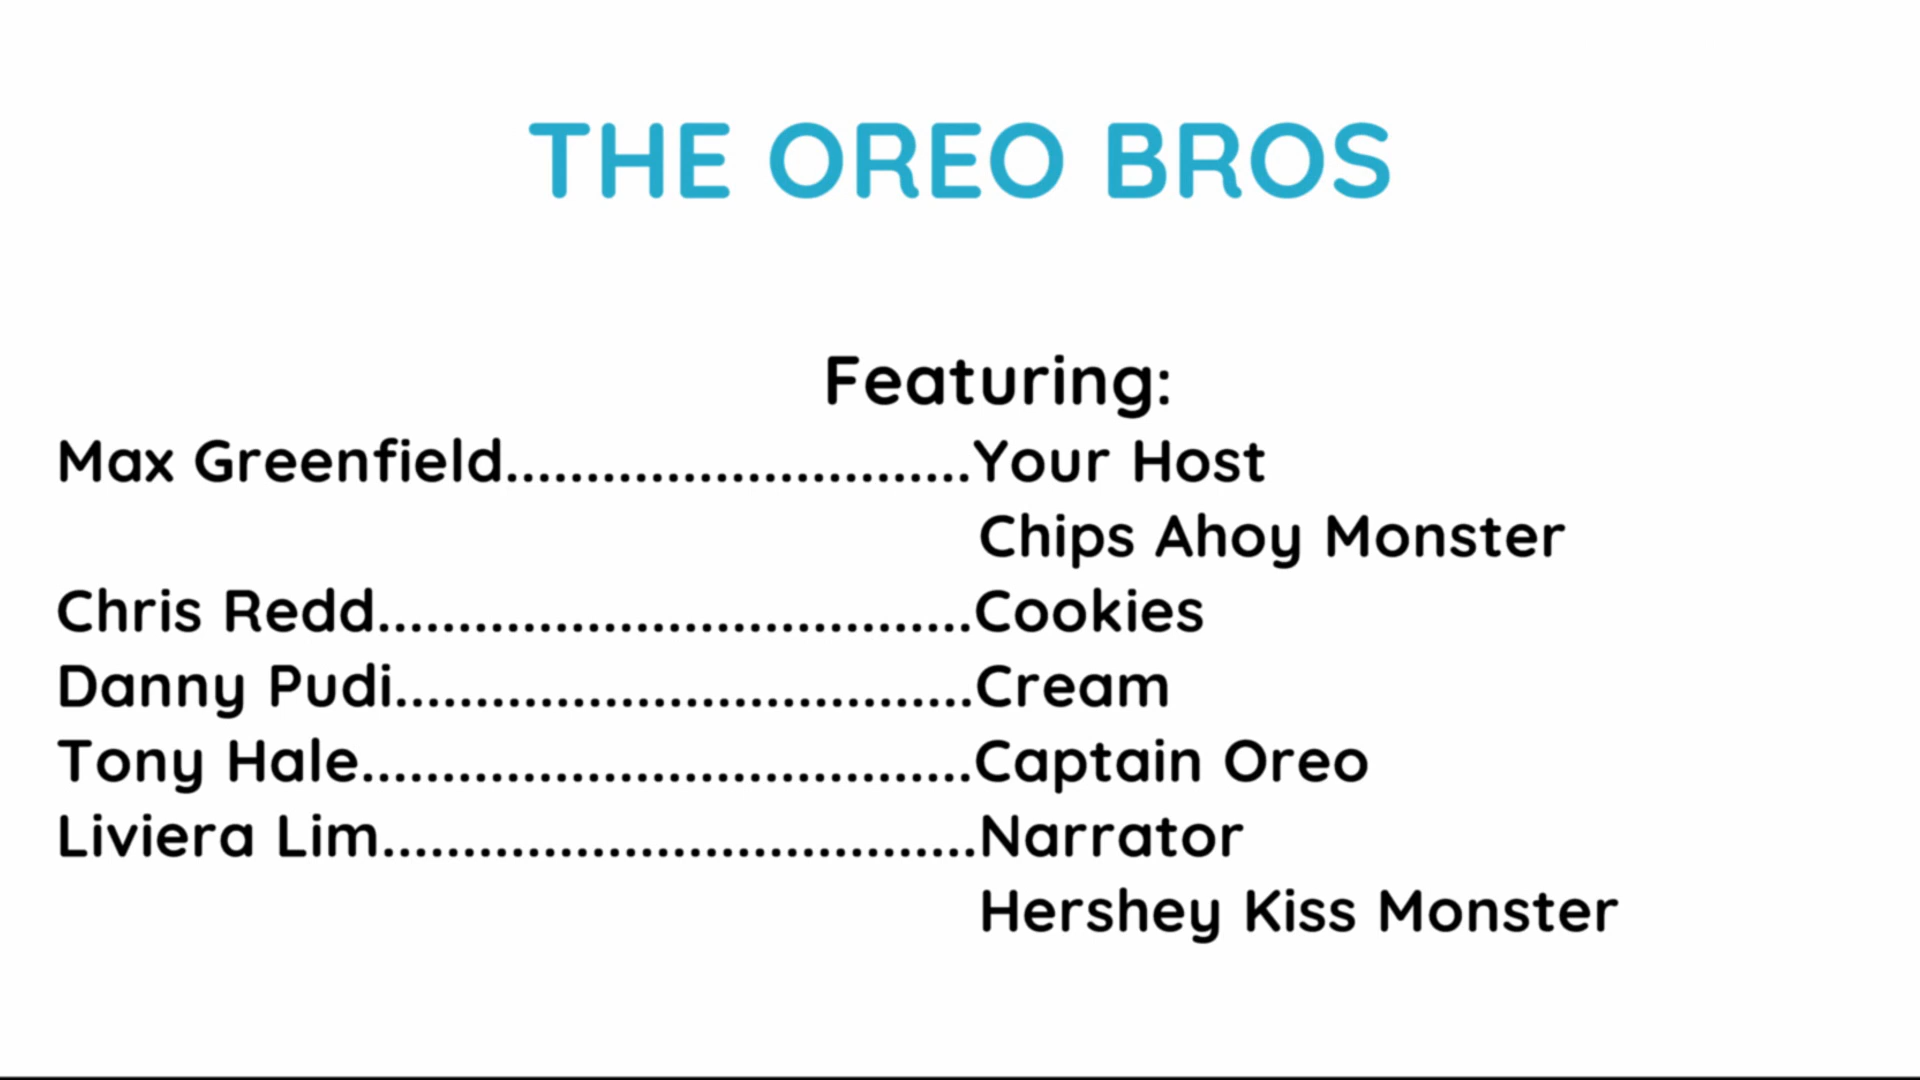 THE OREO BROS
Featuring:
Max Greenfield.............................Your Host
Chips Ahoy Monster
Chris Redd.....................................Cookies
Danny Pudi....................................Cream
Tony Hale......................................Captain Oreo
Liviera Lim.....................................Narrator
Hershey Kiss Monster